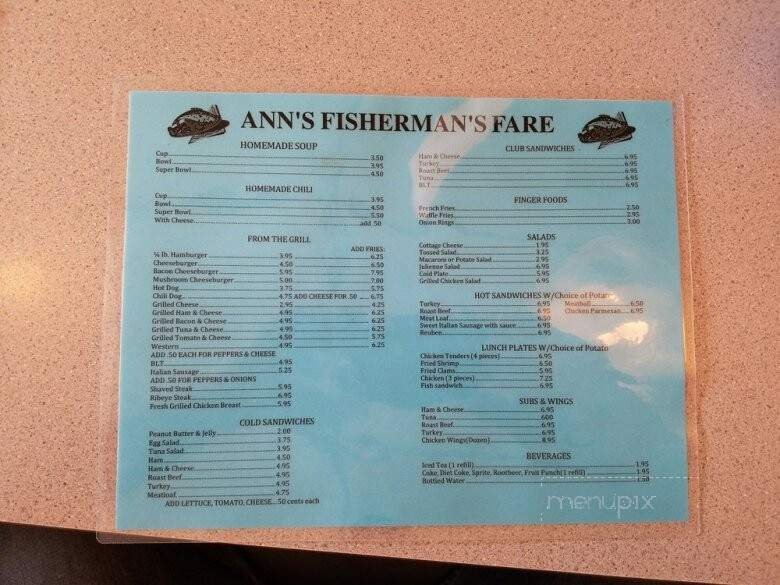 ANN'S FISHERMAN'S FARE
HOMEMADE SOUP
Cup 3.50
Bowl 3.95
Super Bowl 4.50
HOMEMADE CHILI
Cup 3.95
Bowl 4.50
Super Bowl 5.50
With Cheese add .50
FROM THE GRILL
ADD FRIES:
¼ lb. Hamburger 3.95 6.25
Cheeseburger 4.50 6.50
Bacon Cheeseburger 5.95 7.95
Mushroom Cheeseburger 5.00 7.00
Hot Dog 3.75 5.75
Chili Dog 4.75 ADD CHEESE FOR .50 6.75
Grilled Cheese 2.95 4.25
Grilled Ham & Cheese 4.95 6.25
Grilled Bacon & Cheese 4.95 6.25
Grilled Tuna & Cheese 4.95 6.25
Grilled Tomato & Cheese 4.50 5.75
Western 4.95 6.25
ADD .50 EACH FOR PEPPERS & CHEESE
BLT 4.95
Italian Sausage 5.25
ADD .50 FOR PEPPERS & ONIONS
Shaved Steak 5.95
Ribeye Steak 6.95
Fresh Grilled Chicken Breast 5.95
COLD SANDWICHES
Peanut Butter & Jelly 2.00
Egg Salad 3.75
Tuna Salad 3.95
Ham 4.50
Ham & Cheese 4.95
Roast Beef 4.95
Turkey 4.95
Meatloaf 4.75
ADD LETTUCE, TOMATO, CHEESE...50 cents each
CLUB SANDWICHES
Ham & Cheese 6.95
Turkey 6.95
Roast Beef 6.95
Tuna 6.95
BLT 6.95
FINGER FOODS
French Fries 2.50
Waffle Fries 2.95
Onion Rings 3.00
SALADS
Cottage Cheese 1.95
Tossed Salad 3.25
Macaroni or Potato Salad 2.95
Julienne Salad 6.95
Cold Plate 5.95
Grilled Chicken Salad 6.95
HOT SANDWICHES W/Choice of Potato
Turkey 6.95 Meatball 6.50
Roast Beef 6.95 Chicken Parmesan 6.95
Meat Loaf 6.50
Sweet Italian Sausage with sauce 6.95
Reuben 6.95
LUNCH PLATES W/Choice of Potato
Chicken Tenders (4 pieces) 6.95
Fried Shrimp 6.50
Fried Clams 5.95
Chicken (3 pieces) 7.25
Fish sandwich 6.95
SUBS & WINGS
Ham & Cheese 6.95
Tuna 600
Roast Beef 6.95
Turkey 6.95
Chicken Wings(Dozen) 8.95
BEVERAGES
Iced Tea (1 refill) 1.95
Coke, Diet Coke, Sprite, Rootbeer, Fruit Punch(1 refill) 1.95
Bottled Water 1.50
menupix